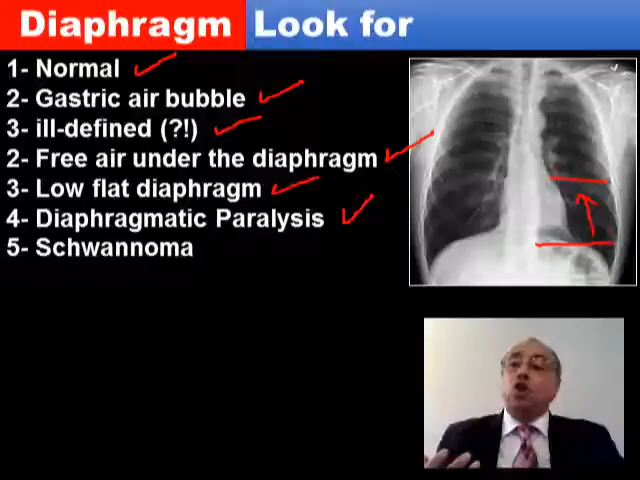 Diaphragm Look for
1- Normal
2- Gastric air bubble
3- ill-defined (?!)
2- Free air under the diaphragm
3- Low flat diaphragm
4- Diaphragmatic Paralysis
5- Schwannoma